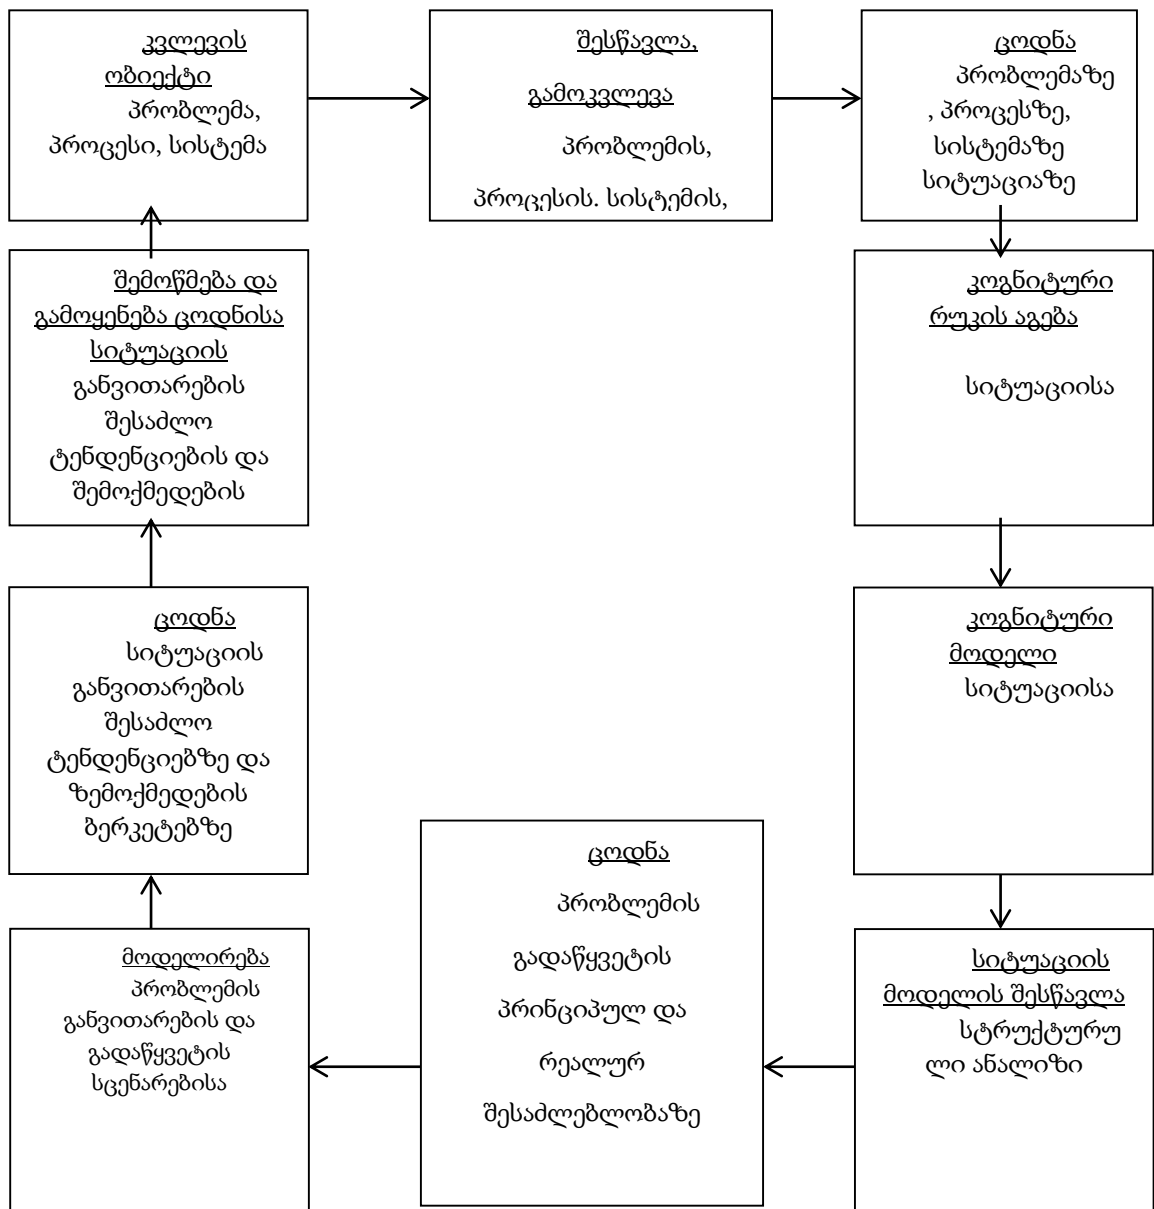 კვლევის
ობიექტი
პრობლემა,
პროცესი, სისტემა
შესწავლა,
გამოკვლევა
პრობლემის,
პროცესის. სისტემის,
ცოდნა
პრობლემაზე
, პროცესზე,
სისტემაზე
სიტუაციაზე
კოგნიტური
რუკის აგება
სიტუაციისა
კოგნიტური
მოდელი
სიტუაციისა
სიტუაციის
მოდელის შესწავლა
სტრუქტურუ
ლი ანალიზი
ცოდნა
პრობლემის
გადაწყვეტის
პრინციპულ და
რეალურ
შესაძლებლობაზე
მოდელირება
პრობლემის
განვითარების და
გადაწყვეტის
სცენარებისა
ცოდნა
სიტუაციის
განვითარების
შესაძლო
ტენდენციებზე და
ზემოქმედების
ბერკეტებზე
შემოწმება და
გამოყენება ცოდნისა
სიტუაციის
განვითარების
შესაძლო
ტენდენციების და
შემოქმედების